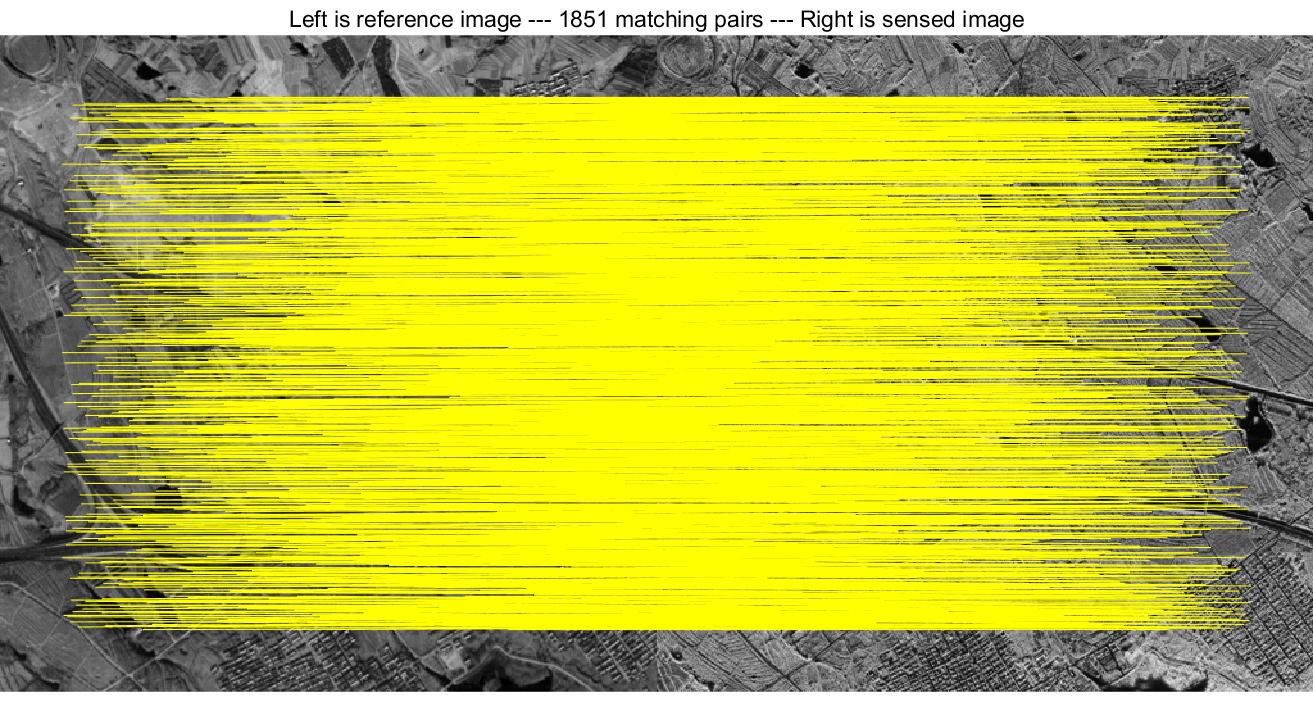 Left is reference image --- 1851 matching pairs --- Right is sensed image